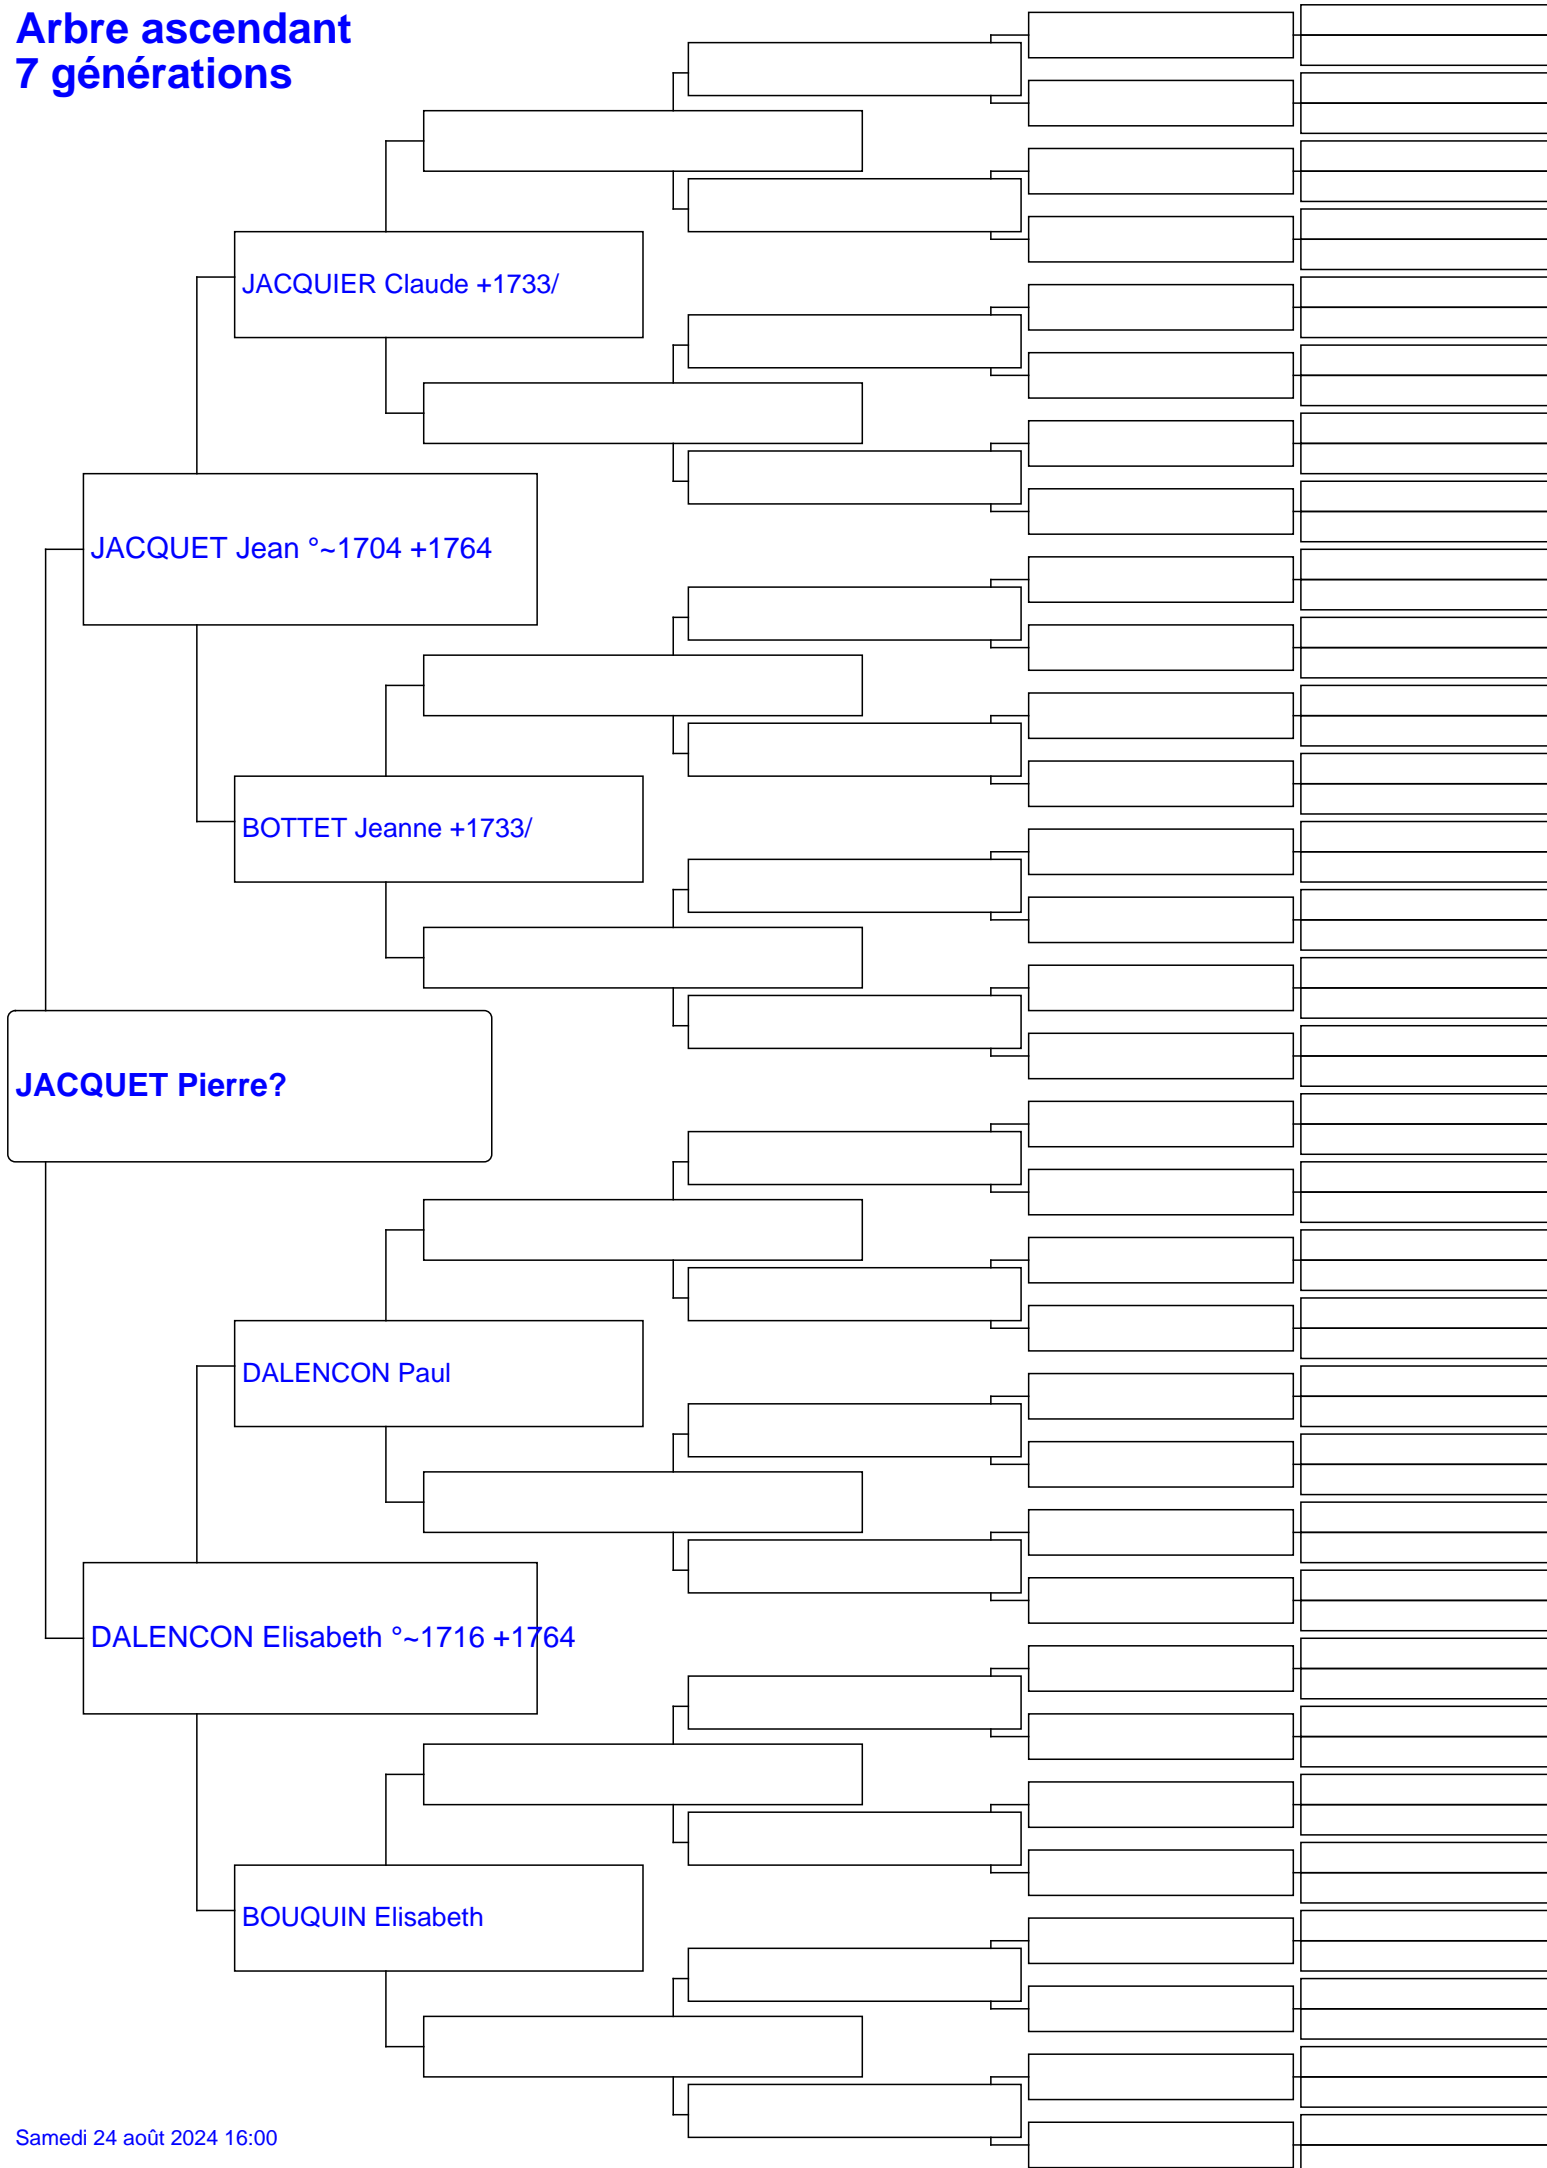 Arbre ascendant
7 générations
JACQUIER Claude +1733/
JACQUET Jean °~1704 +1764
BOTTET Jeanne +1733/
JACQUET Pierre?
DALENCON Paul
DALENCON Elisabeth °~1716 +1764
BOUQUIN Elisabeth
Samedi 24 août 2024 16:00